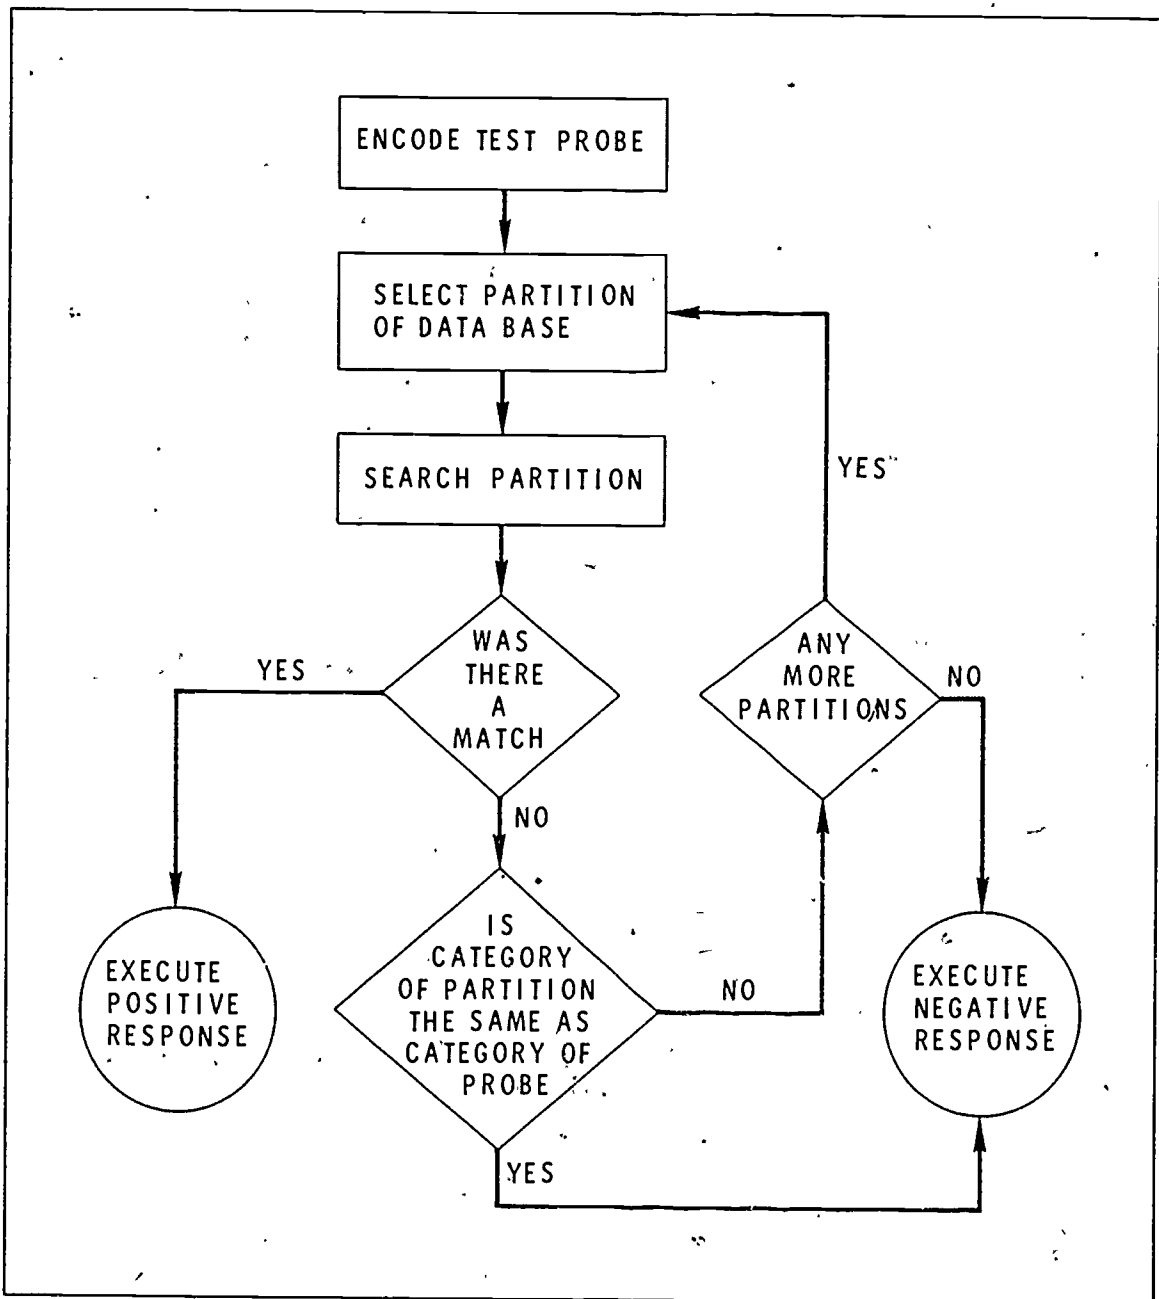 ENCODE TEST PROBE
SELECT PARTITION
OF DATA BASE
SEARCH PARTITION
YES
WAS
THERE
A
MATCH
YES
ANY
MORE
PARTITIONS
NO
NO
EXECUTE
POSITIVE
RESPONSE
IS
CATEGORY
OF PARTITION
THE SAME AS
CATEGORY OF
PROBE
NO
EXECUTE
NEGATIVE
RESPONSE
YES